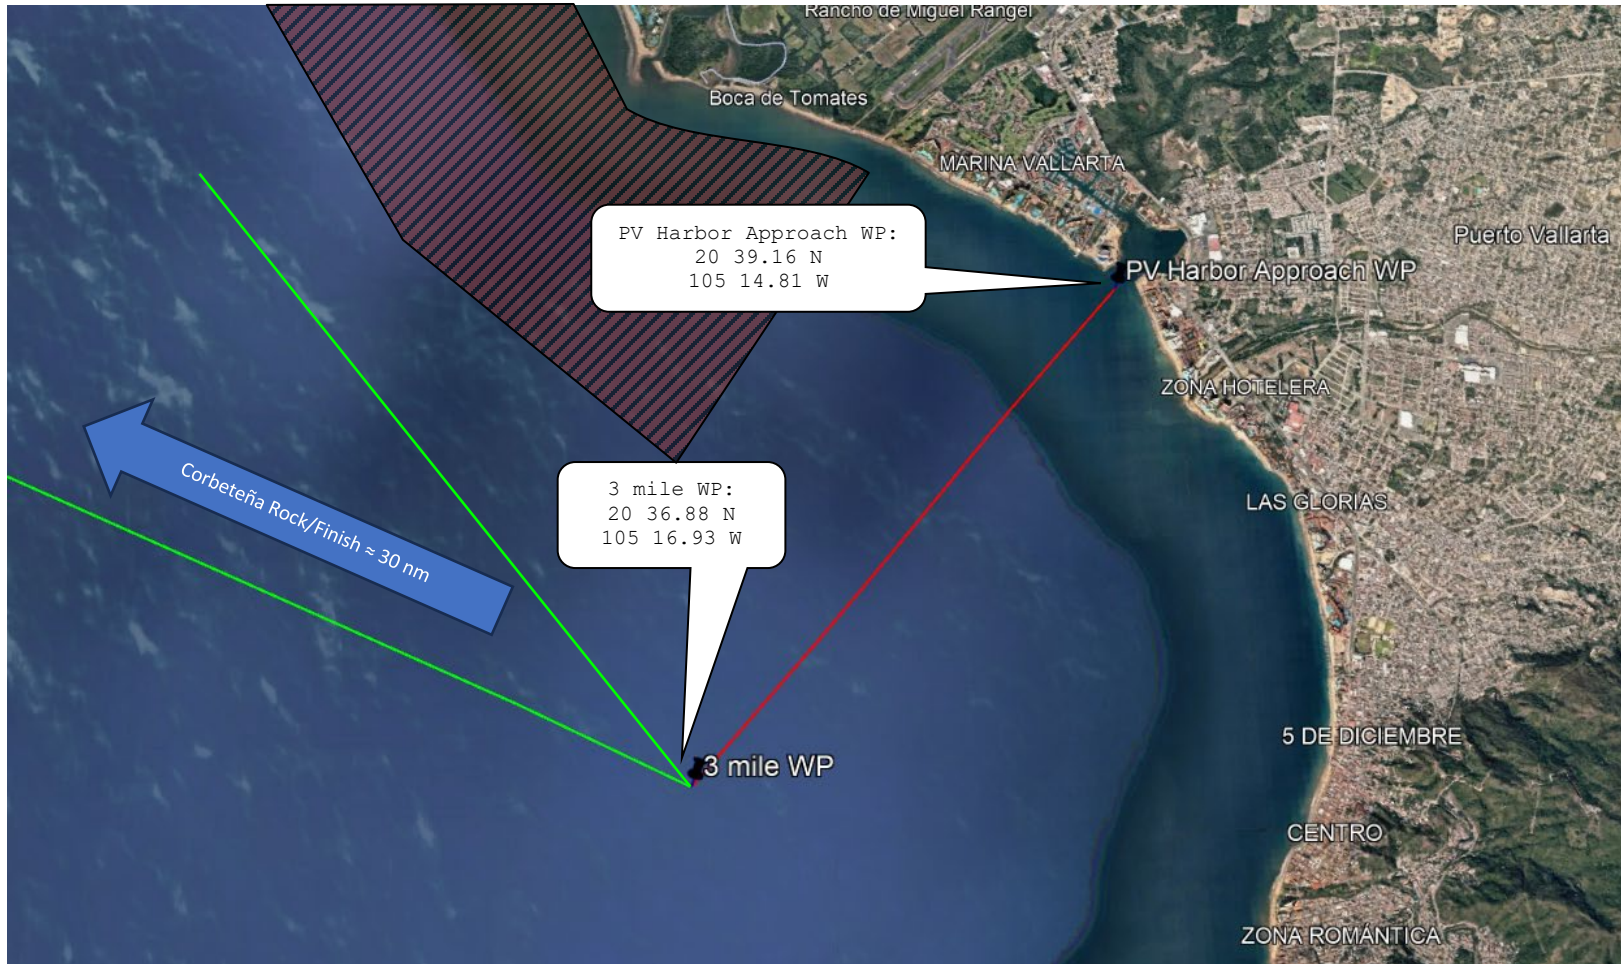 Rancho de Miguel Rangel
Boca de Tomates
MARINA VALLARTA
PV Harbor Approach WP:
20 39.16 N
105 14.81 W
Puerto Vallarta
PV Harbor Approach WP
ZONA HOTELERA
Corbeteña Rock/Finish ≈ 30 nm
3 mile WP:
20 36.88 N
105 16.93 W
LAS GLORIAS
5 DE DICIEMBRE
3 mile WP
CENTRO
ZONA ROMÁNTICA